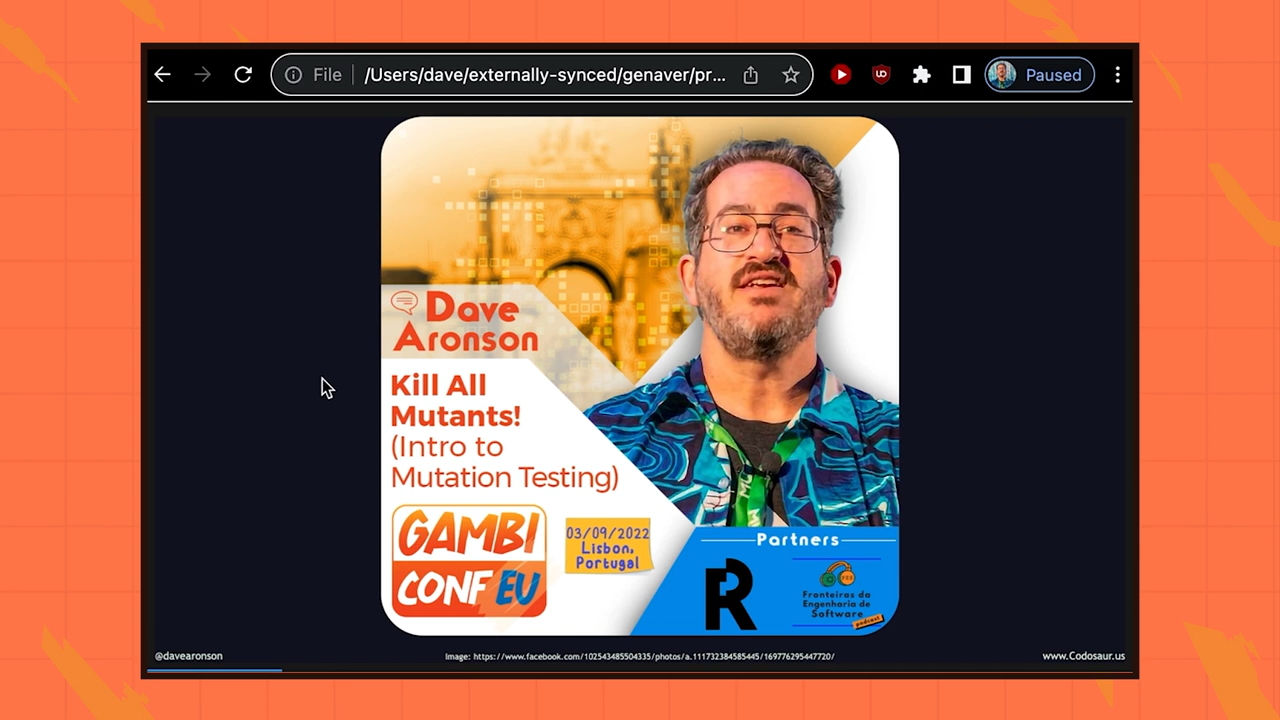 File
/Users/dave/externally-synced/genaver/pr...
UD
Paused
Dave
Aronson
Kill All
Mutants!
(Intro to
Mutation Testing)
GAMBI
CONF EU
03/09/2022
Lisbon,
Portugal
Partners
R
Fronteiras da
Engenharia de
Software
podcast
@davearonson
Image: https://www.facebook.com/102543485504335/photos/a.111732384585445/169776295447720/
www.Codosaur.us